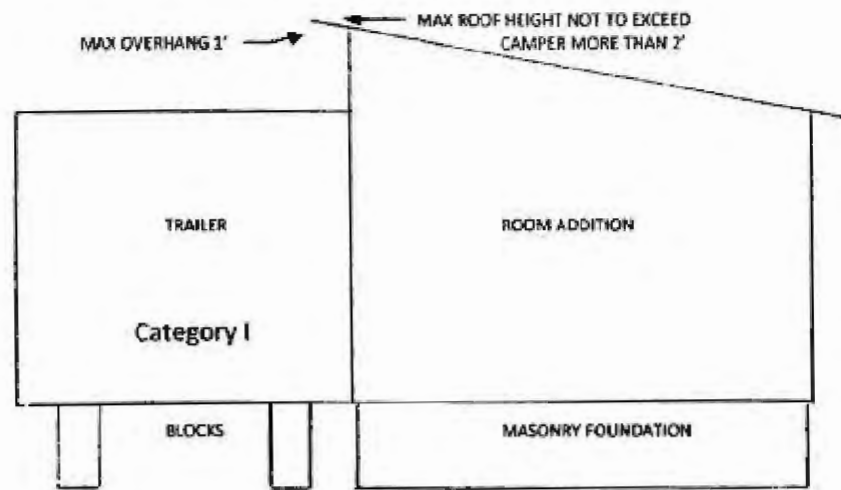 MAX ROOF HEIGHT NOT TO EXCEED
CAMPER MORE THAN 2'
MAX OVERHANG 1'
TRAILER
ROOM ADDITION
Category I
BLOCKS
MASONRY FOUNDATION